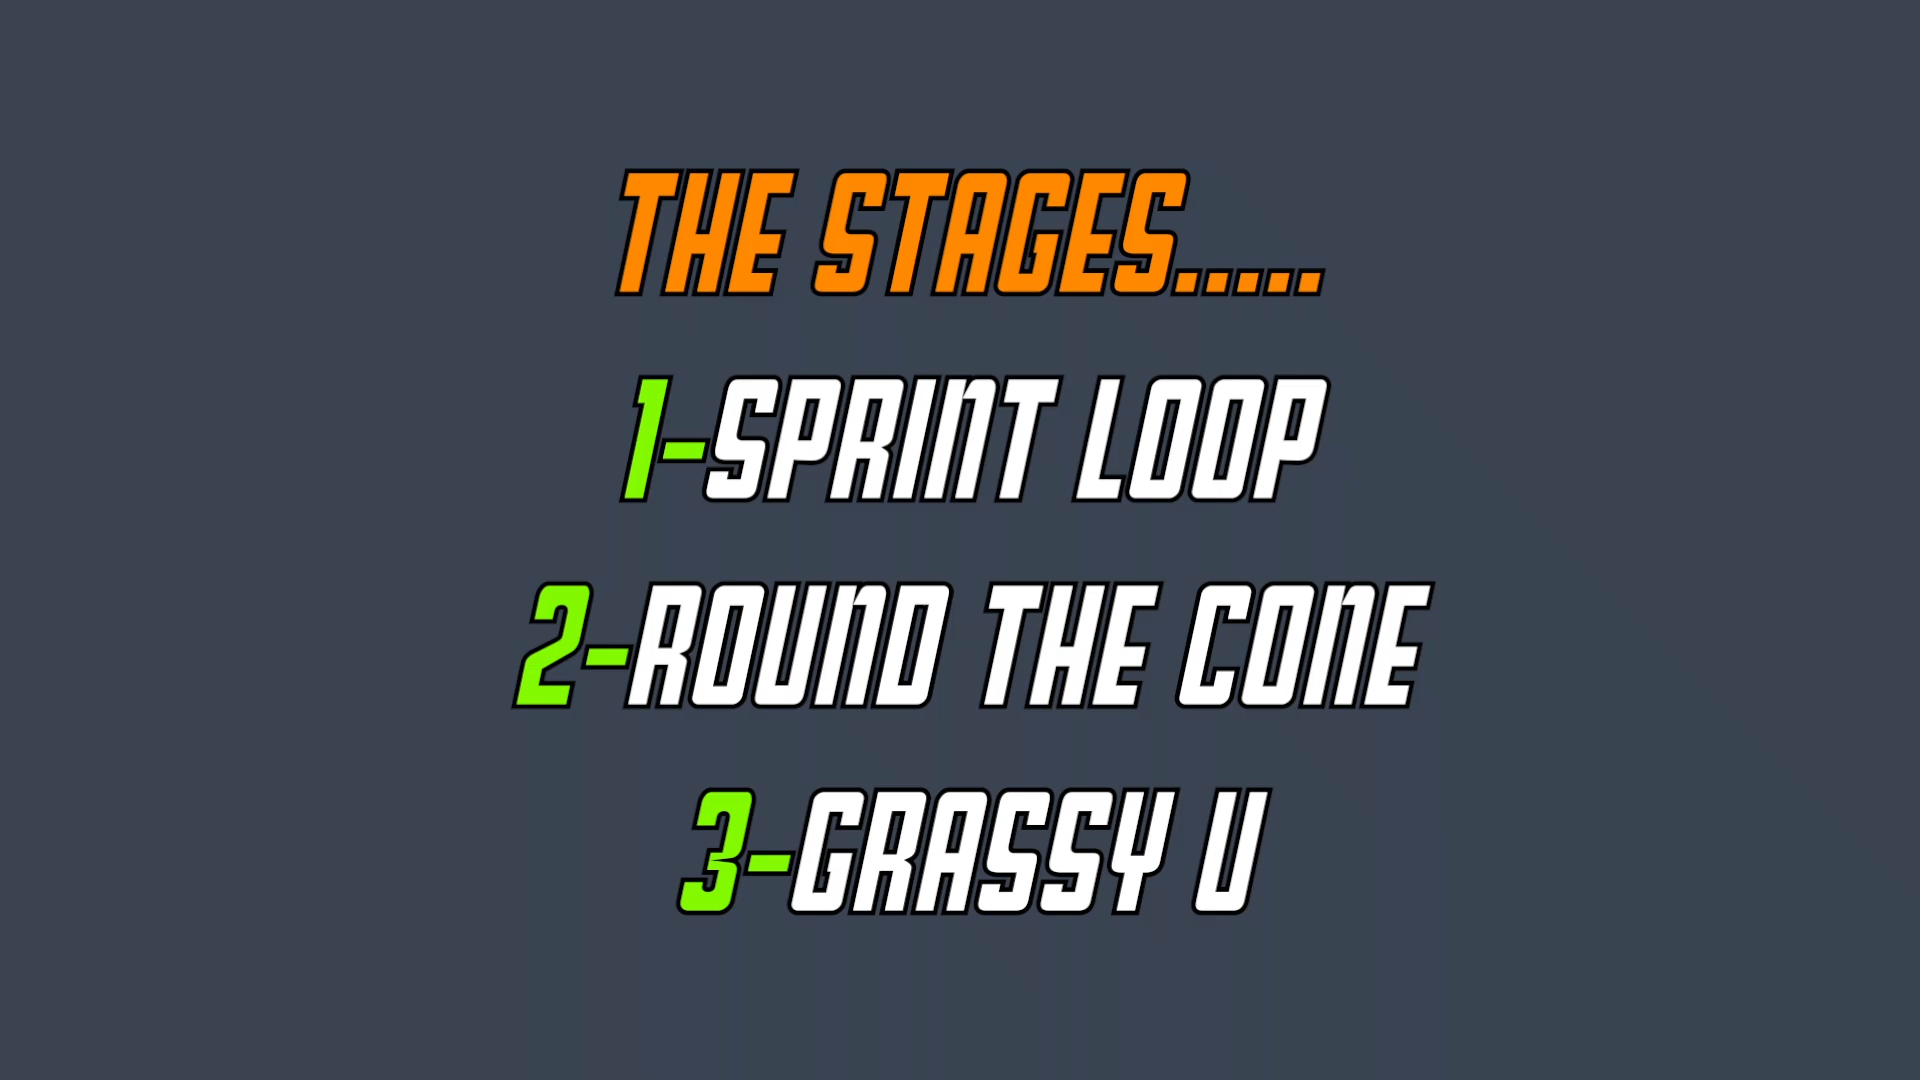 THE STAGES.....
1-SPRINT LOOP
2-ROUND THE CONE
3-GRASSY U